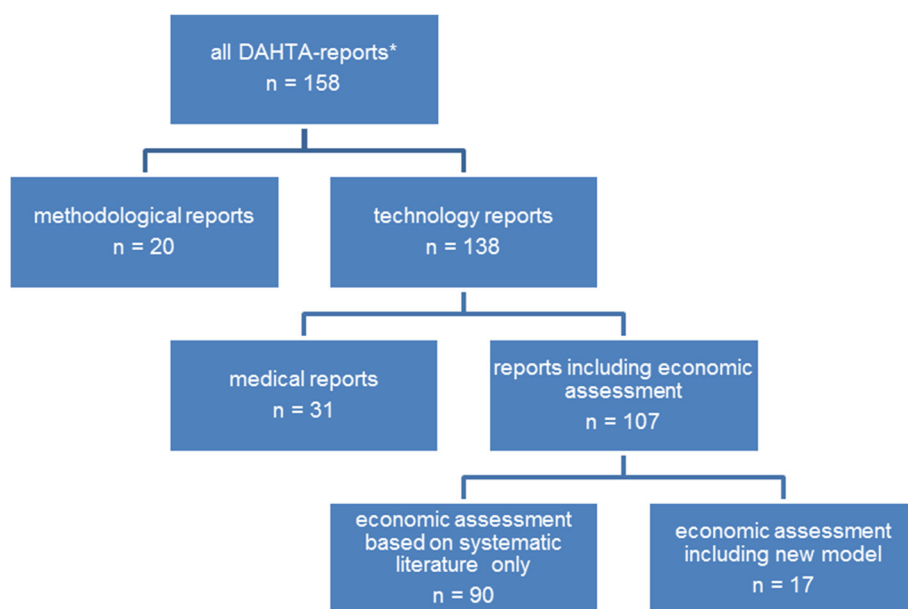 all DAHTA-reports*
n = 158
methodological reports
n = 20
technology reports
n = 138
medical reports
n = 31
reports including economic
assessment
n = 107
economic assessment
based on systematic
literature only
n = 90
economic assessment
including new model
n = 17